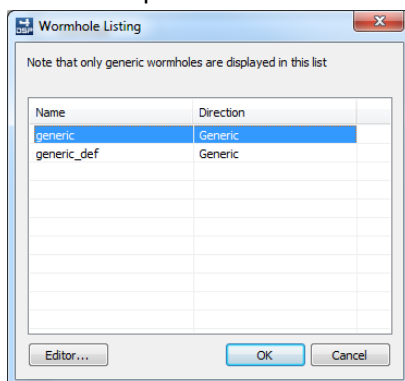 Wormhole Listing
Note that only generic wormholes are displayed in this list
Name Direction
generic Generic
generic_def Generic
Editor... OK Cancel